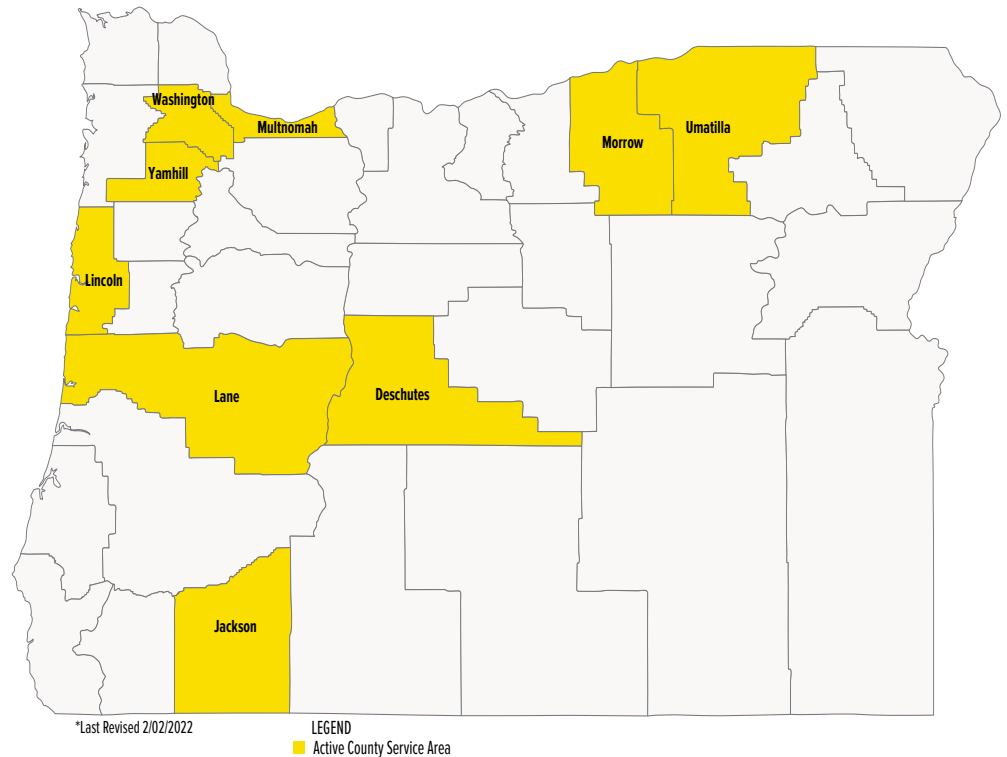 Washington
Multnomah
Yamhill
Morrow
Umatilla
Lincoln
Lane
Deschutes
Jackson
*Last Revised 2/02/2022
LEGEND
Active County Service Area